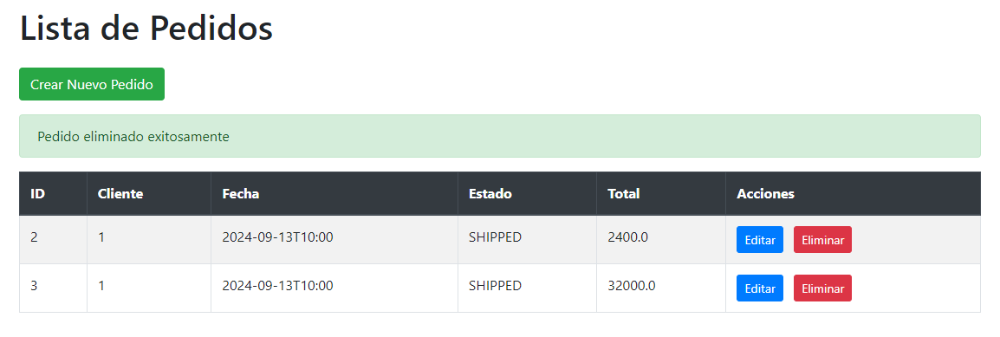 Lista de Pedidos
Crear Nuevo Pedido
Pedido eliminado exitosamente
ID Cliente Fecha Estado Total Acciones
2 1 2024-09-13T10:00 SHIPPED 2400.0 Editar Eliminar
3 1 2024-09-13T10:00 SHIPPED 32000.0 Editar Eliminar